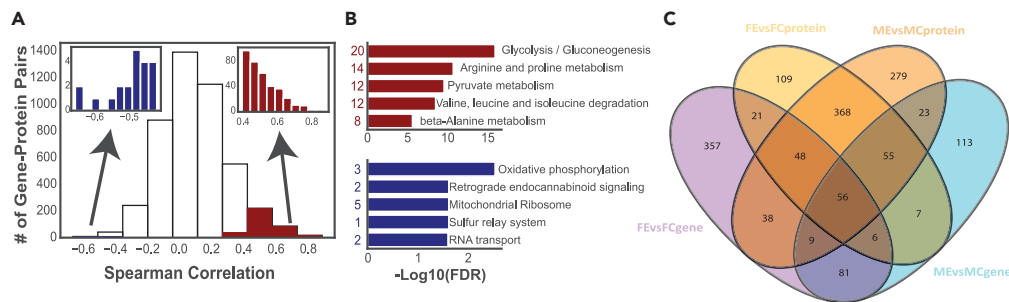 A
# of Gene-Protein Pairs
1400
1200
1000
800
600
400
200
0
-0.6 -0.4 -0.2 0.0 0.2 0.4 0.6 0.8
Spearman Correlation
4
2
0
-0.6 -0.5
80
40
0
0.4 0.6 0.8
B
20 Glycolysis / Gluconeogenesis
14 Arginine and proline metabolism
12 Pyruvate metabolism
12 Valine, leucine and isoleucine degradation
8 beta-Alanine metabolism
0 5 10 15
3 Oxidative phosphorylation
2 Retrograde endocannabinoid signaling
5 Mitochondrial Ribosome
1 Sulfur relay system
2 RNA transport
0 1 2
-Log10(FDR)
C
FEvsFCprotein
MEvsMCprotein
FEvsFCgene
MEvsMCgene
109
279
21
368
23
357
113
48
55
56
38
7
9
6
81